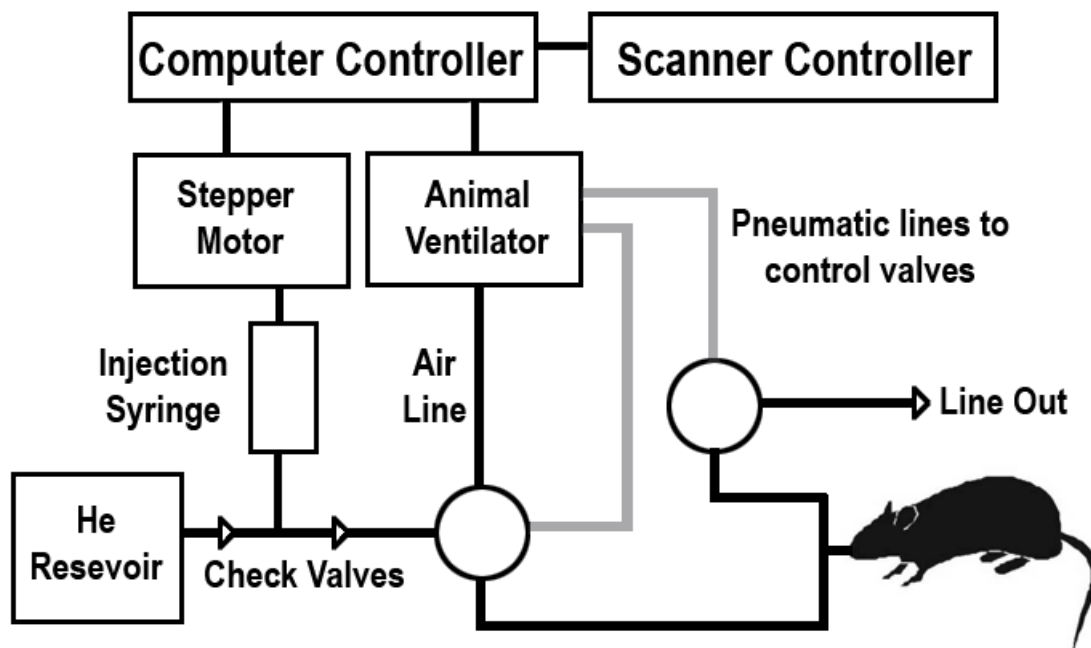 Computer Controller
Scanner Controller
Stepper
Motor
Animal
Ventilator
Pneumatic lines to
control valves
Injection
Syringe
Air
Line
Line Out
He
Resevoir
Check Valves